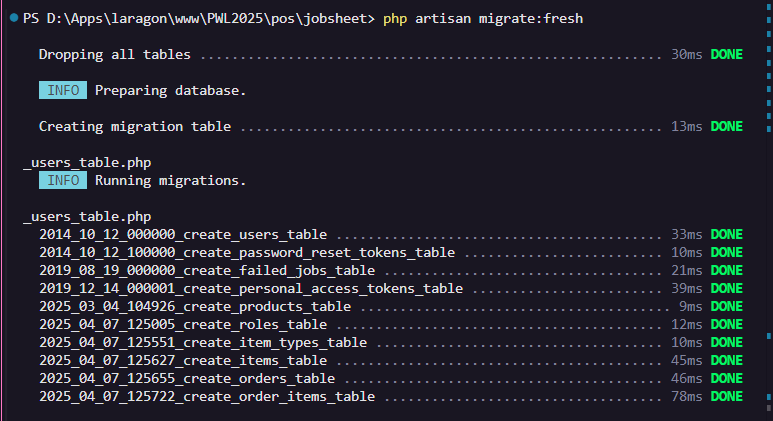 PS D:\Apps\laragon\www\PWL2025\pos\jobsheet> php artisan migrate:fresh
Dropping all tables .......................................................... 30ms DONE
INFO Preparing database.
Creating migration table ..................................................... 13ms DONE
_users_table.php
INFO Running migrations.
_users_table.php
2014_10_12_000000_create_users_table ......................................... 33ms DONE
2014_10_12_100000_create_password_reset_tokens_table ......................... 10ms DONE
2019_08_19_000000_create_failed_jobs_table ................................... 21ms DONE
2019_12_14_000001_create_personal_access_tokens_table ........................ 39ms DONE
2025_03_04_104926_create_products_table ....................................... 9ms DONE
2025_04_07_125005_create_roles_table ......................................... 12ms DONE
2025_04_07_125551_create_item_types_table .................................... 10ms DONE
2025_04_07_125627_create_items_table ......................................... 45ms DONE
2025_04_07_125655_create_orders_table ........................................ 46ms DONE
2025_04_07_125722_create_order_items_table ................................... 78ms DONE